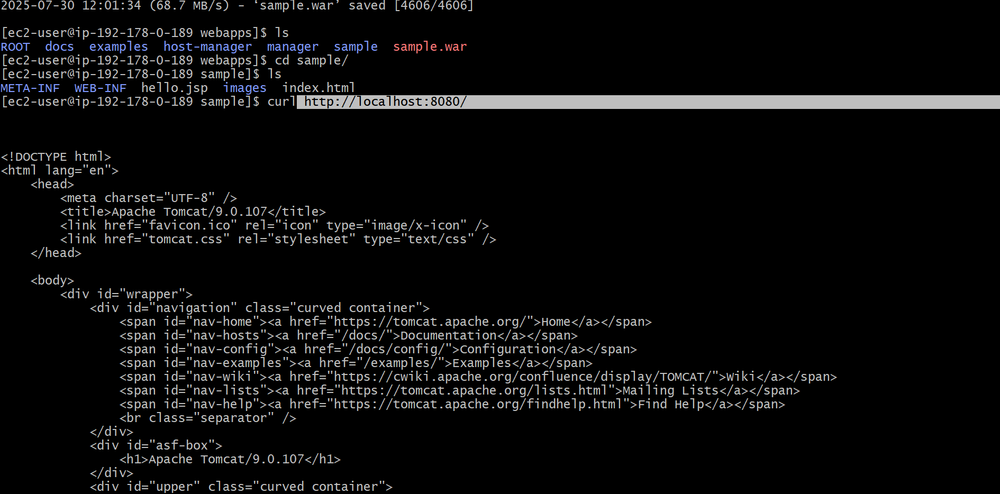 2025-07-30 12:01:34 (68.7 MB/s) - ‘sample.war’ saved [4606/4606]
[ec2-user@ip-192-178-0-189 webapps]$ ls
ROOT  docs  examples  host-manager  manager  sample  sample.war
[ec2-user@ip-192-178-0-189 webapps]$ cd sample/
[ec2-user@ip-192-178-0-189 sample]$ ls
META-INF  WEB-INF  hello.jsp  images  index.html
[ec2-user@ip-192-178-0-189 sample]$ curl http://localhost:8080/
<!DOCTYPE html>
<html lang="en">
    <head>
        <meta charset="UTF-8" />
        <title>Apache Tomcat/9.0.107</title>
        <link href="favicon.ico" rel="icon" type="image/x-icon" />
        <link href="tomcat.css" rel="stylesheet" type="text/css" />
    </head>
    <body>
        <div id="wrapper">
            <div id="navigation" class="curved container">
                <span id="nav-home"><a href="https://tomcat.apache.org/">Home</a></span>
                <span id="nav-hosts"><a href="/docs/">Documentation</a></span>
                <span id="nav-config"><a href="/docs/config/">Configuration</a></span>
                <span id="nav-examples"><a href="/examples/">Examples</a></span>
                <span id="nav-wiki"><a href="https://cwiki.apache.org/confluence/display/TOMCAT/">Wiki</a></span>
                <span id="nav-lists"><a href="https://tomcat.apache.org/lists.html">Mailing Lists</a></span>
                <span id="nav-help"><a href="https://tomcat.apache.org/findhelp.html">Find Help</a></span>
                <br class="separator" />
            </div>
            <div id="asf-box">
                <h1>Apache Tomcat/9.0.107</h1>
            </div>
            <div id="upper" class="curved container">